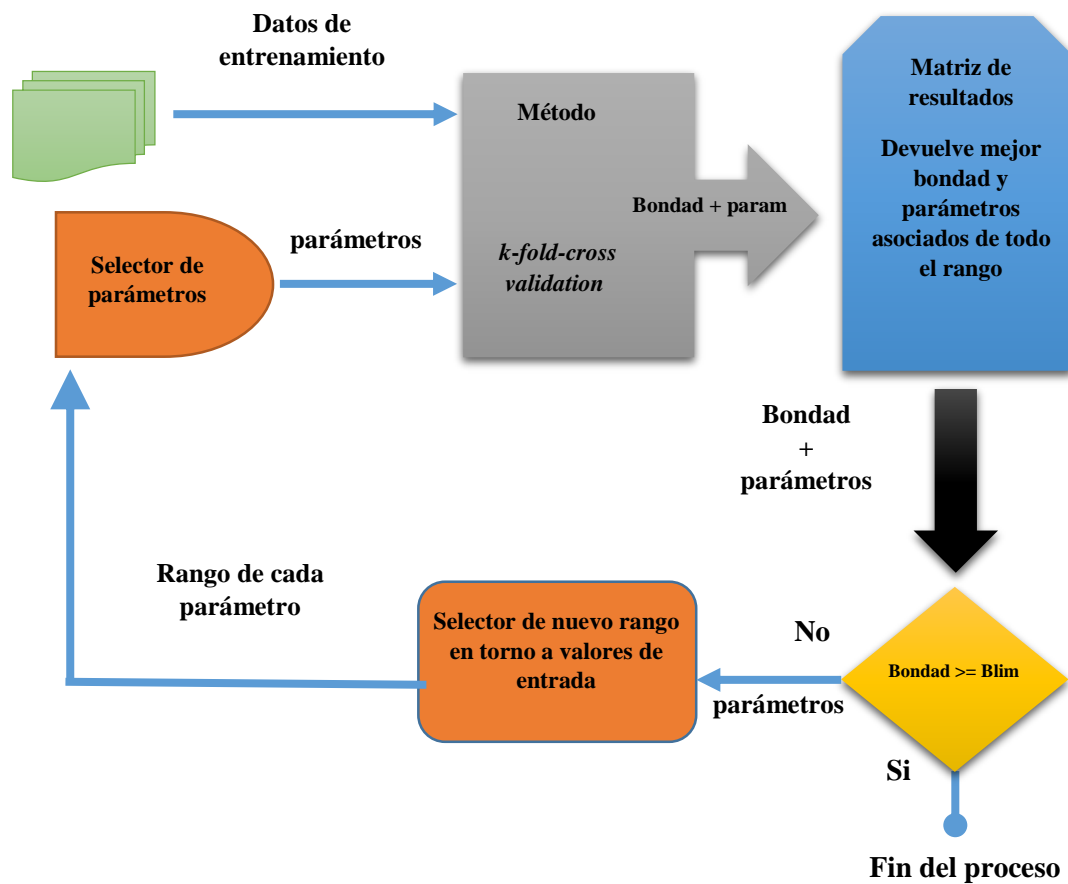 Datos de
entrenamiento
Método
k-fold-cross
validation
Bondad + param
Matriz de
resultados
Devuelve mejor
bondad y
parámetros
asociados de todo
el rango
Selector de
parámetros
parámetros
Bondad
+
parámetros
Rango de cada
parámetro
Selector de nuevo rango
en torno a valores de
entrada
No
parámetros
Bondad >= Blim
Si
Fin del proceso